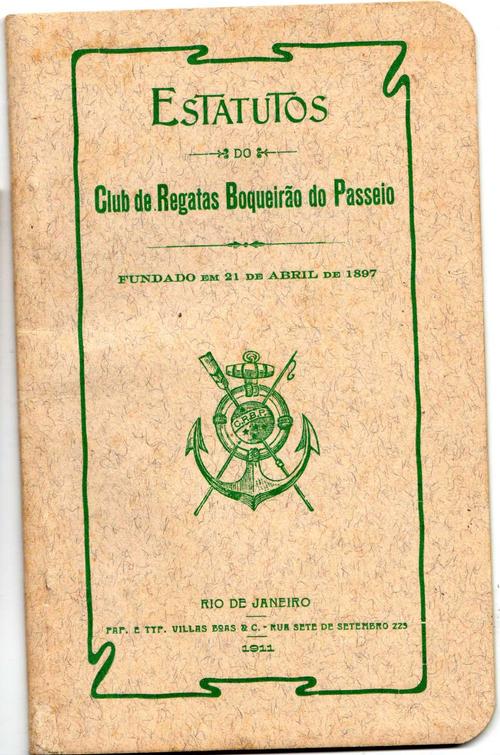 ESTATUTOS
DO
Club de Regatas Boqueirão do Passeio
FUNDADO EM 21 DE ABRIL DE 1897
C.R.B.P.
RIO DE JANEIRO
PAP. E TYP. VILLAS BOAS & C. - RUA SETE DE SETEMBRO 225
1911